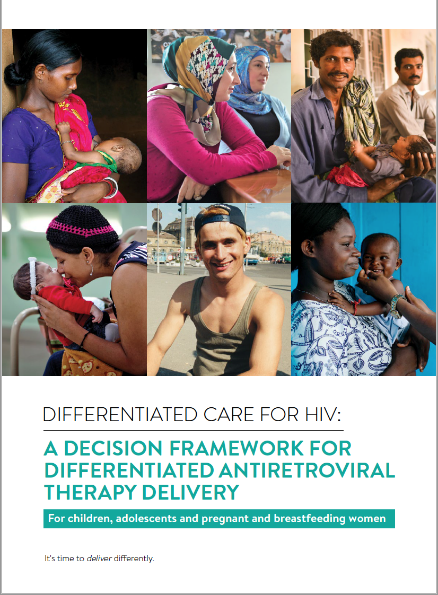 DIFFERENTIATED CARE FOR HIV:
A DECISION FRAMEWORK FOR
DIFFERENTIATED ANTIRETROVIRAL
THERAPY DELIVERY
For children, adolescents and pregnant and breastfeeding women
It's time to deliver differently.